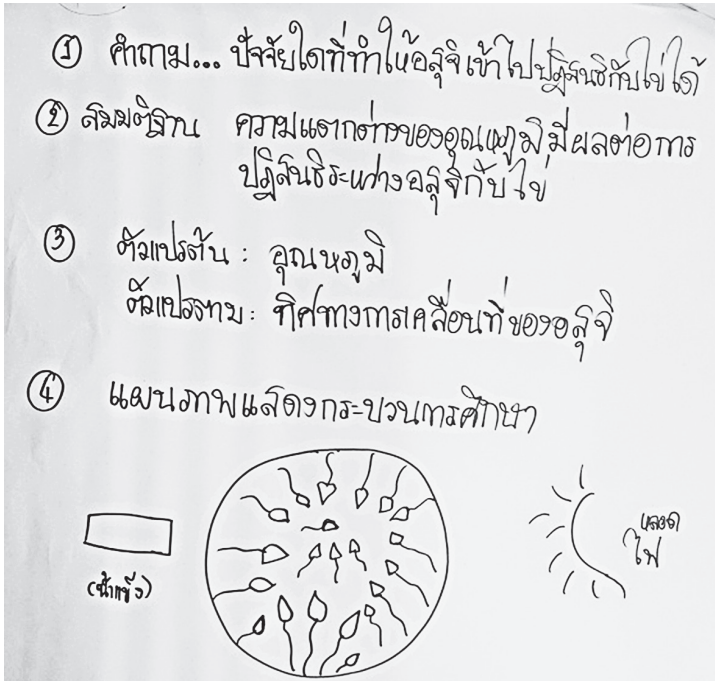 ① คำถาม... ปัจจัยใดที่ทำให้อสุจิเข้าไปปฏิสนธิกับไข่ได้
② สมมติฐาน ความแตกต่างของอุณหภูมิมีผลต่อการ
ปฏิสนธิระหว่างอสุจิกับไข่
③ ตัวแปรต้น : อุณหภูมิ
ตัวแปรตาม : ทิศทางการเคลื่อนที่ของอสุจิ
④ แผนภาพแสดงกระบวนการศึกษา
(น้ำแข็ง)
หลอด
ไฟ